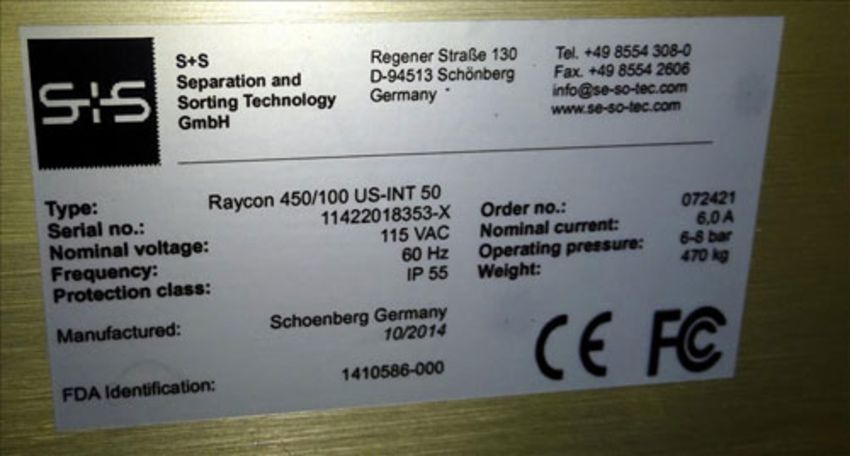 S+S
S+S
Separation and
Sorting Technology
GmbH
Regener Straße 130
D-94513 Schönberg
Germany
Tel. +49 8554 308-0
Fax. +49 8554 2606
info@se-so-tec.com
www.se-so-tec.com
Type: Raycon 450/100 US-INT 50
Serial no.: 11422018353-X
Nominal voltage: 115 VAC
Frequency: 60 Hz
Protection class: IP 55
Order no.: 072421
Nominal current: 6,0 A
Operating pressure: 6-8 bar
Weight: 470 kg
Manufactured: Schoenberg Germany
10/2014
FDA Identification: 1410586-000
CE FC